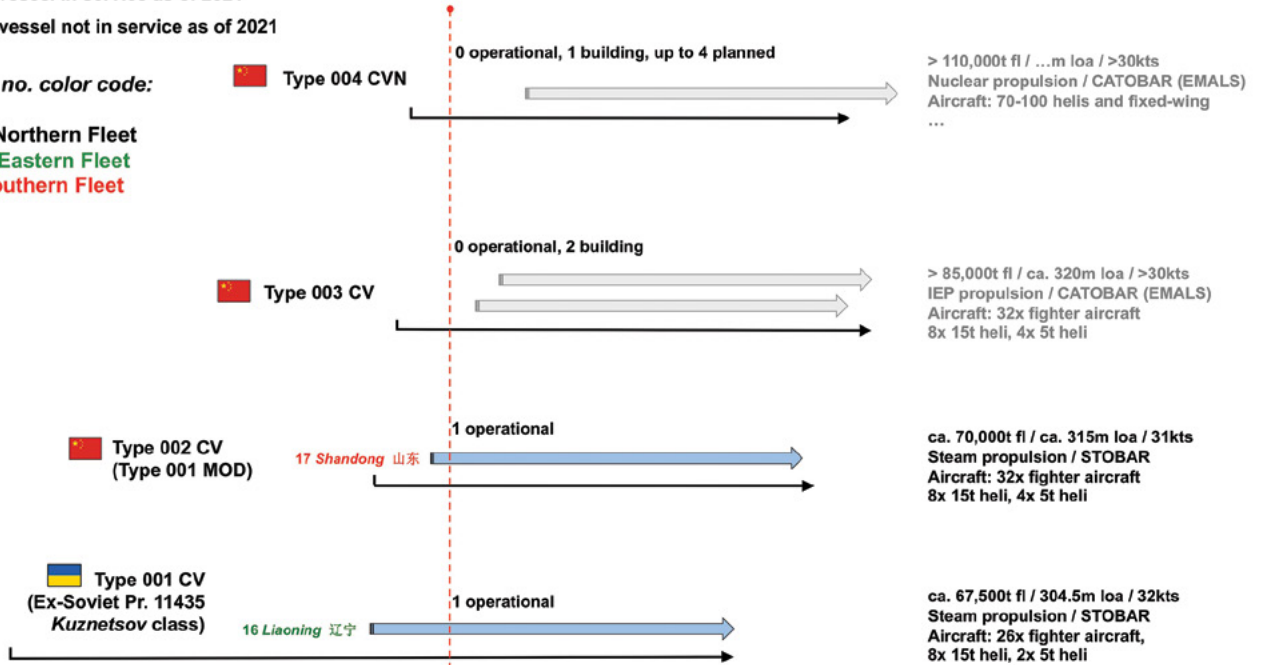 vessel not in service as of 2021
no. color code:
Northern Fleet
Eastern Fleet
outhern Fleet
Type 004 CVN
0 operational, 1 building, up to 4 planned
> 110,000t fl / …m loa / >30kts
Nuclear propulsion / CATOBAR (EMALS)
Aircraft: 70-100 helis and fixed-wing
…
Type 003 CV
0 operational, 2 building
> 85,000t fl / ca. 320m loa / >30kts
IEP propulsion / CATOBAR (EMALS)
Aircraft: 32x fighter aircraft
8x 15t heli, 4x 5t heli
Type 002 CV
(Type 001 MOD)
17 Shandong 山东
1 operational
ca. 70,000t fl / ca. 315m loa / 31kts
Steam propulsion / STOBAR
Aircraft: 32x fighter aircraft
8x 15t heli, 4x 5t heli
Type 001 CV
(Ex-Soviet Pr. 11435
Kuznetsov class)
16 Liaoning 辽宁
1 operational
ca. 67,500t fl / 304.5m loa / 32kts
Steam propulsion / STOBAR
Aircraft: 26x fighter aircraft,
8x 15t heli, 2x 5t heli